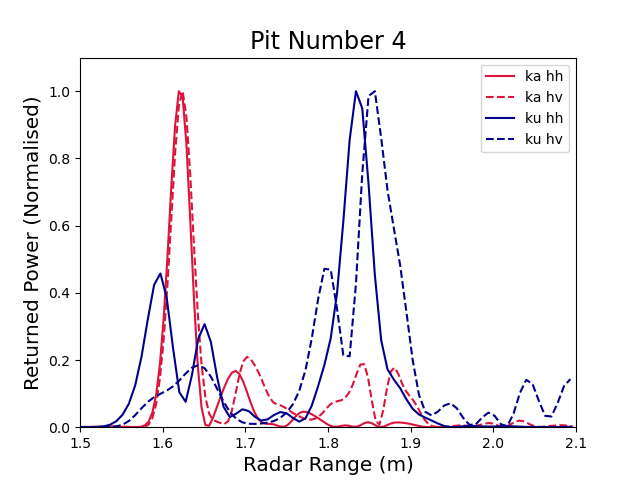 Pit Number 4
ka hh
ka hv
ku hh
ku hv
Returned Power (Normalised)
1.0
0.8
0.6
0.4
0.2
0.0
1.5 1.6 1.7 1.8 1.9 2.0 2.1
Radar Range (m)